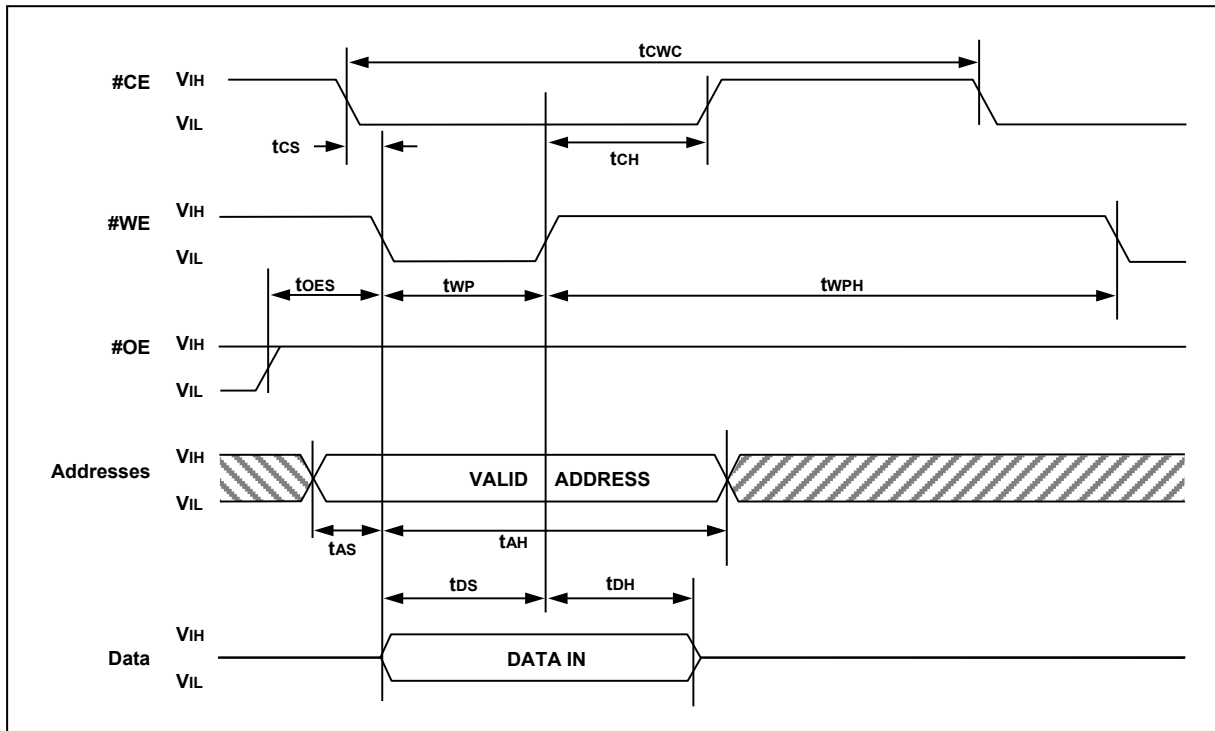 tCWC
#CE VIH
VIL
tCS
tCH
#WE VIH
VIL
tOES tWP tWPH
#OE VIH
VIL
Addresses VIH
VALID ADDRESS
VIL
tAS tAH
tDS tDH
VIH
Data DATA IN
VIL